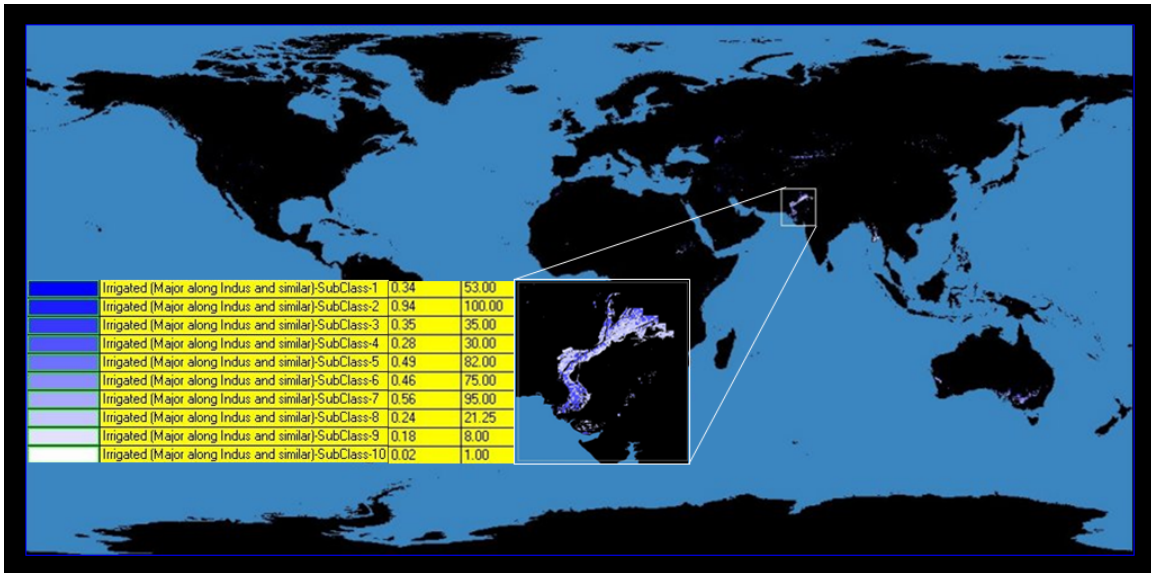 Irrigated (Major along Indus and similar)-SubClass-1 0.34 53.00
Irrigated (Major along Indus and similar)-SubClass-2 0.94 100.00
Irrigated (Major along Indus and similar)-SubClass-3 0.35 35.00
Irrigated (Major along Indus and similar)-SubClass-4 0.28 30.00
Irrigated (Major along Indus and similar)-SubClass-5 0.49 82.00
Irrigated (Major along Indus and similar)-SubClass-6 0.46 75.00
Irrigated (Major along Indus and similar)-SubClass-7 0.56 95.00
Irrigated (Major along Indus and similar)-SubClass-8 0.24 21.25
Irrigated (Major along Indus and similar)-SubClass-9 0.18 8.00
Irrigated (Major along Indus and similar)-SubClass-10 0.02 1.00